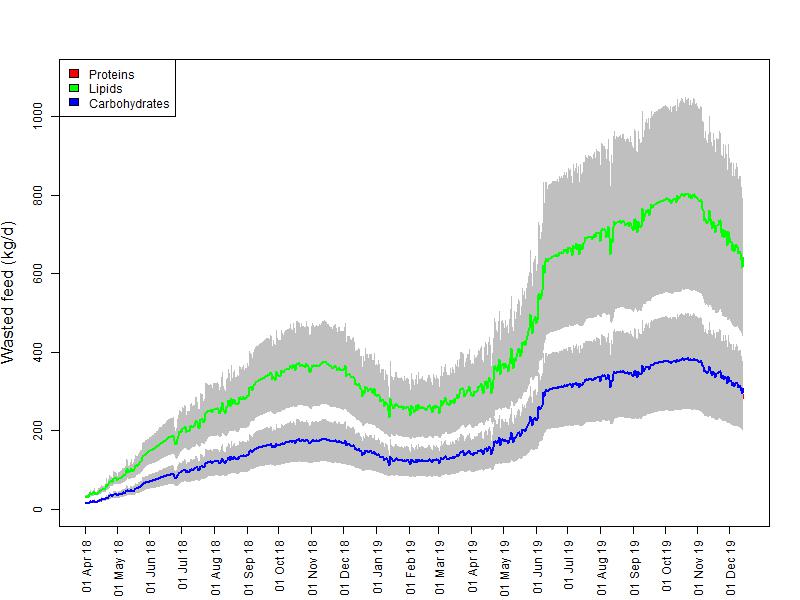 Proteins
Lipids
Carbohydrates
Wasted feed (kg/d)
1000
800
600
400
200
0
01 Apr 18
01 May 18
01 Jun 18
01 Jul 18
01 Aug 18
01 Sep 18
01 Oct 18
01 Nov 18
01 Dec 18
01 Jan 19
01 Feb 19
01 Mar 19
01 Apr 19
01 May 19
01 Jun 19
01 Jul 19
01 Aug 19
01 Sep 19
01 Oct 19
01 Nov 19
01 Dec 19